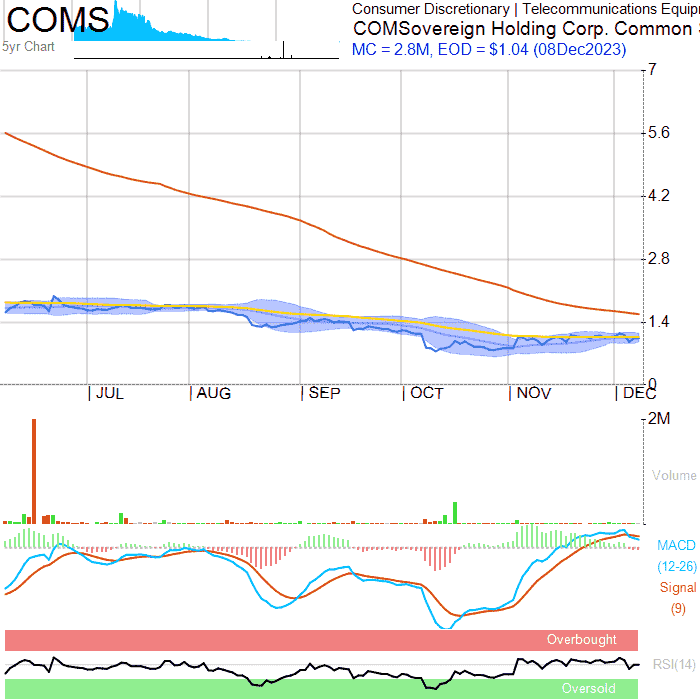 COMS
5yr Chart
Consumer Discretionary | Telecommunications Equip
COMSovereign Holding Corp. Common
MC = 2.8M, EOD = $1.04 (08Dec2023)
7
5.6
4.2
2.8
1.4
0
JUL AUG SEP OCT NOV DEC
2M
Volume
MACD
(12-26)
Signal
(9)
Overbought
RSI(14)
Oversold